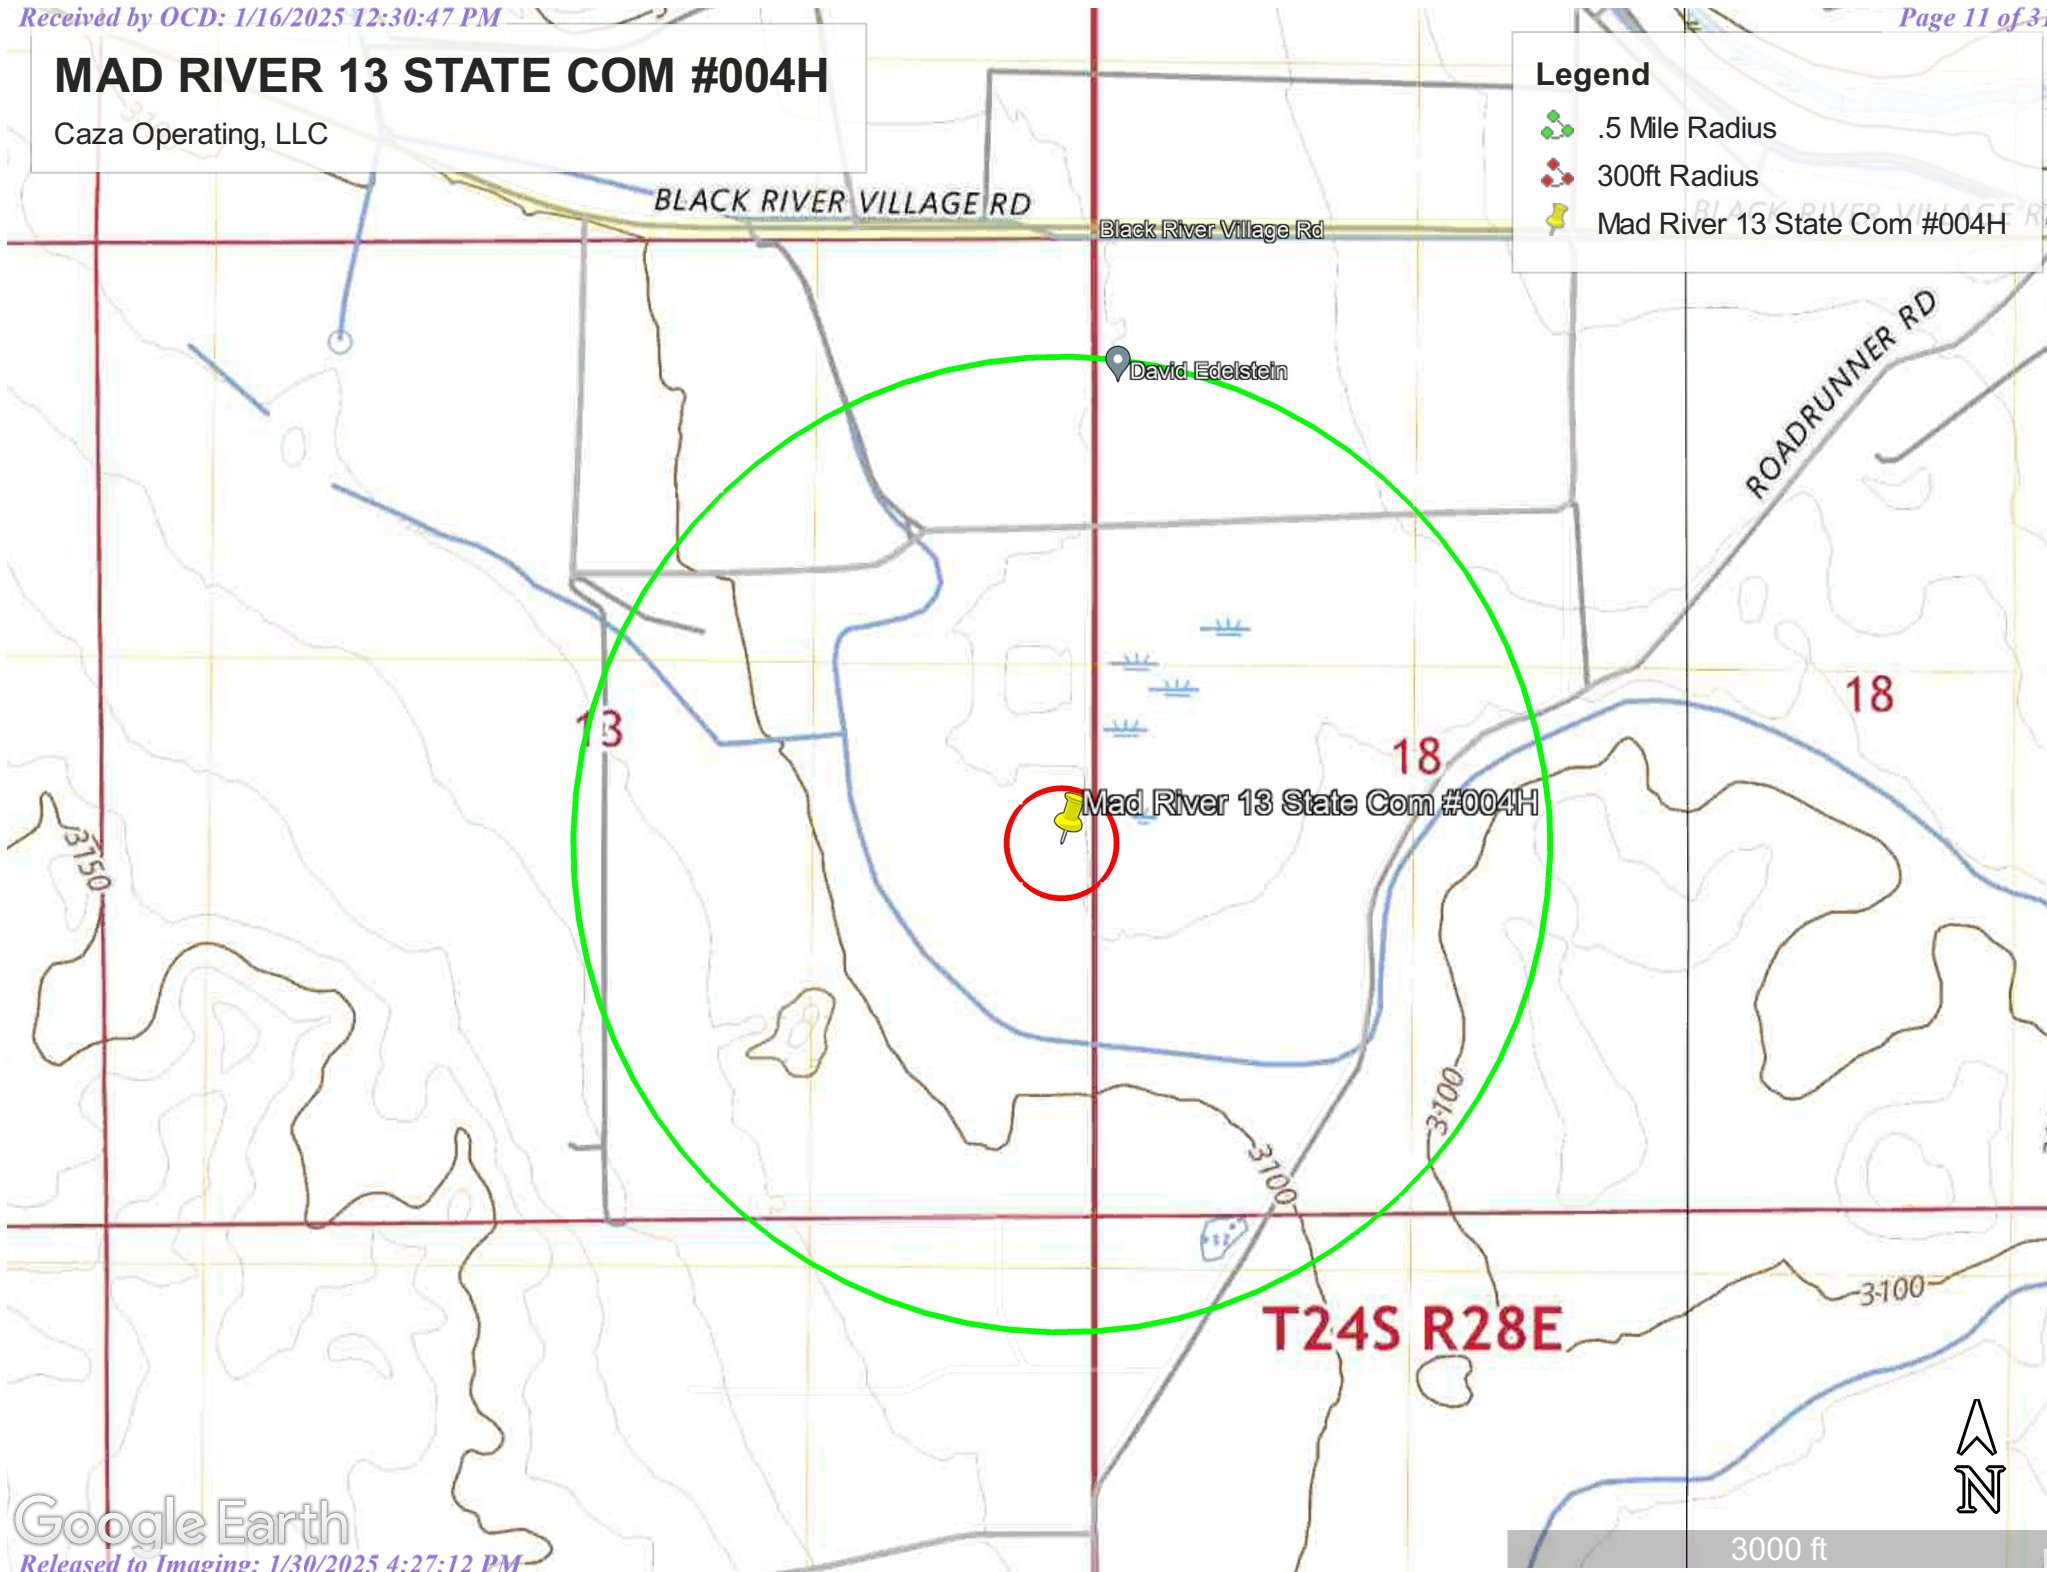 Received by OCD: 1/16/2025 12:30:47 PM
Page 11 of 31
MAD RIVER 13 STATE COM #004H
Caza Operating, LLC
Legend
.5 Mile Radius
300ft Radius
Mad River 13 State Com #004H
BLACK RIVER VILLAGE RD
BLACK RIVER VILLAGE R
Black River Village Rd
ROADRUNNER RD
David Edelstein
18
13
18
Mad River 13 State Com #004H
3150
3100
3100
3100
T24S R28E
N
Google Earth
3000 ft
Released to Imaging: 1/30/2025 4:27:12 PM